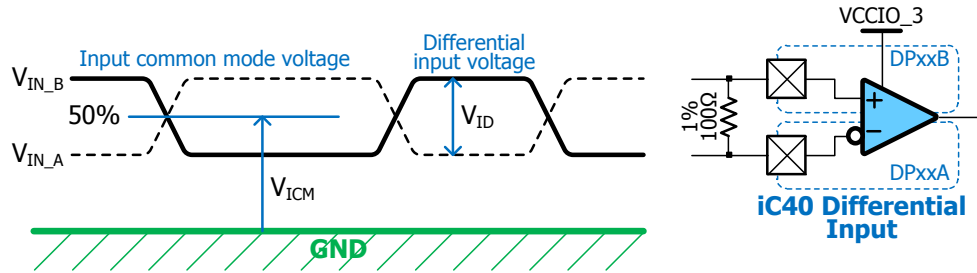 Input common mode voltage
Differential
input voltage
V_IN_B
50%
V_IN_A
V_ID
V_ICM
GND
VCCIO_3
DPxxB
1%
100Ω
+
−
DPxxA
iC40 Differential
Input